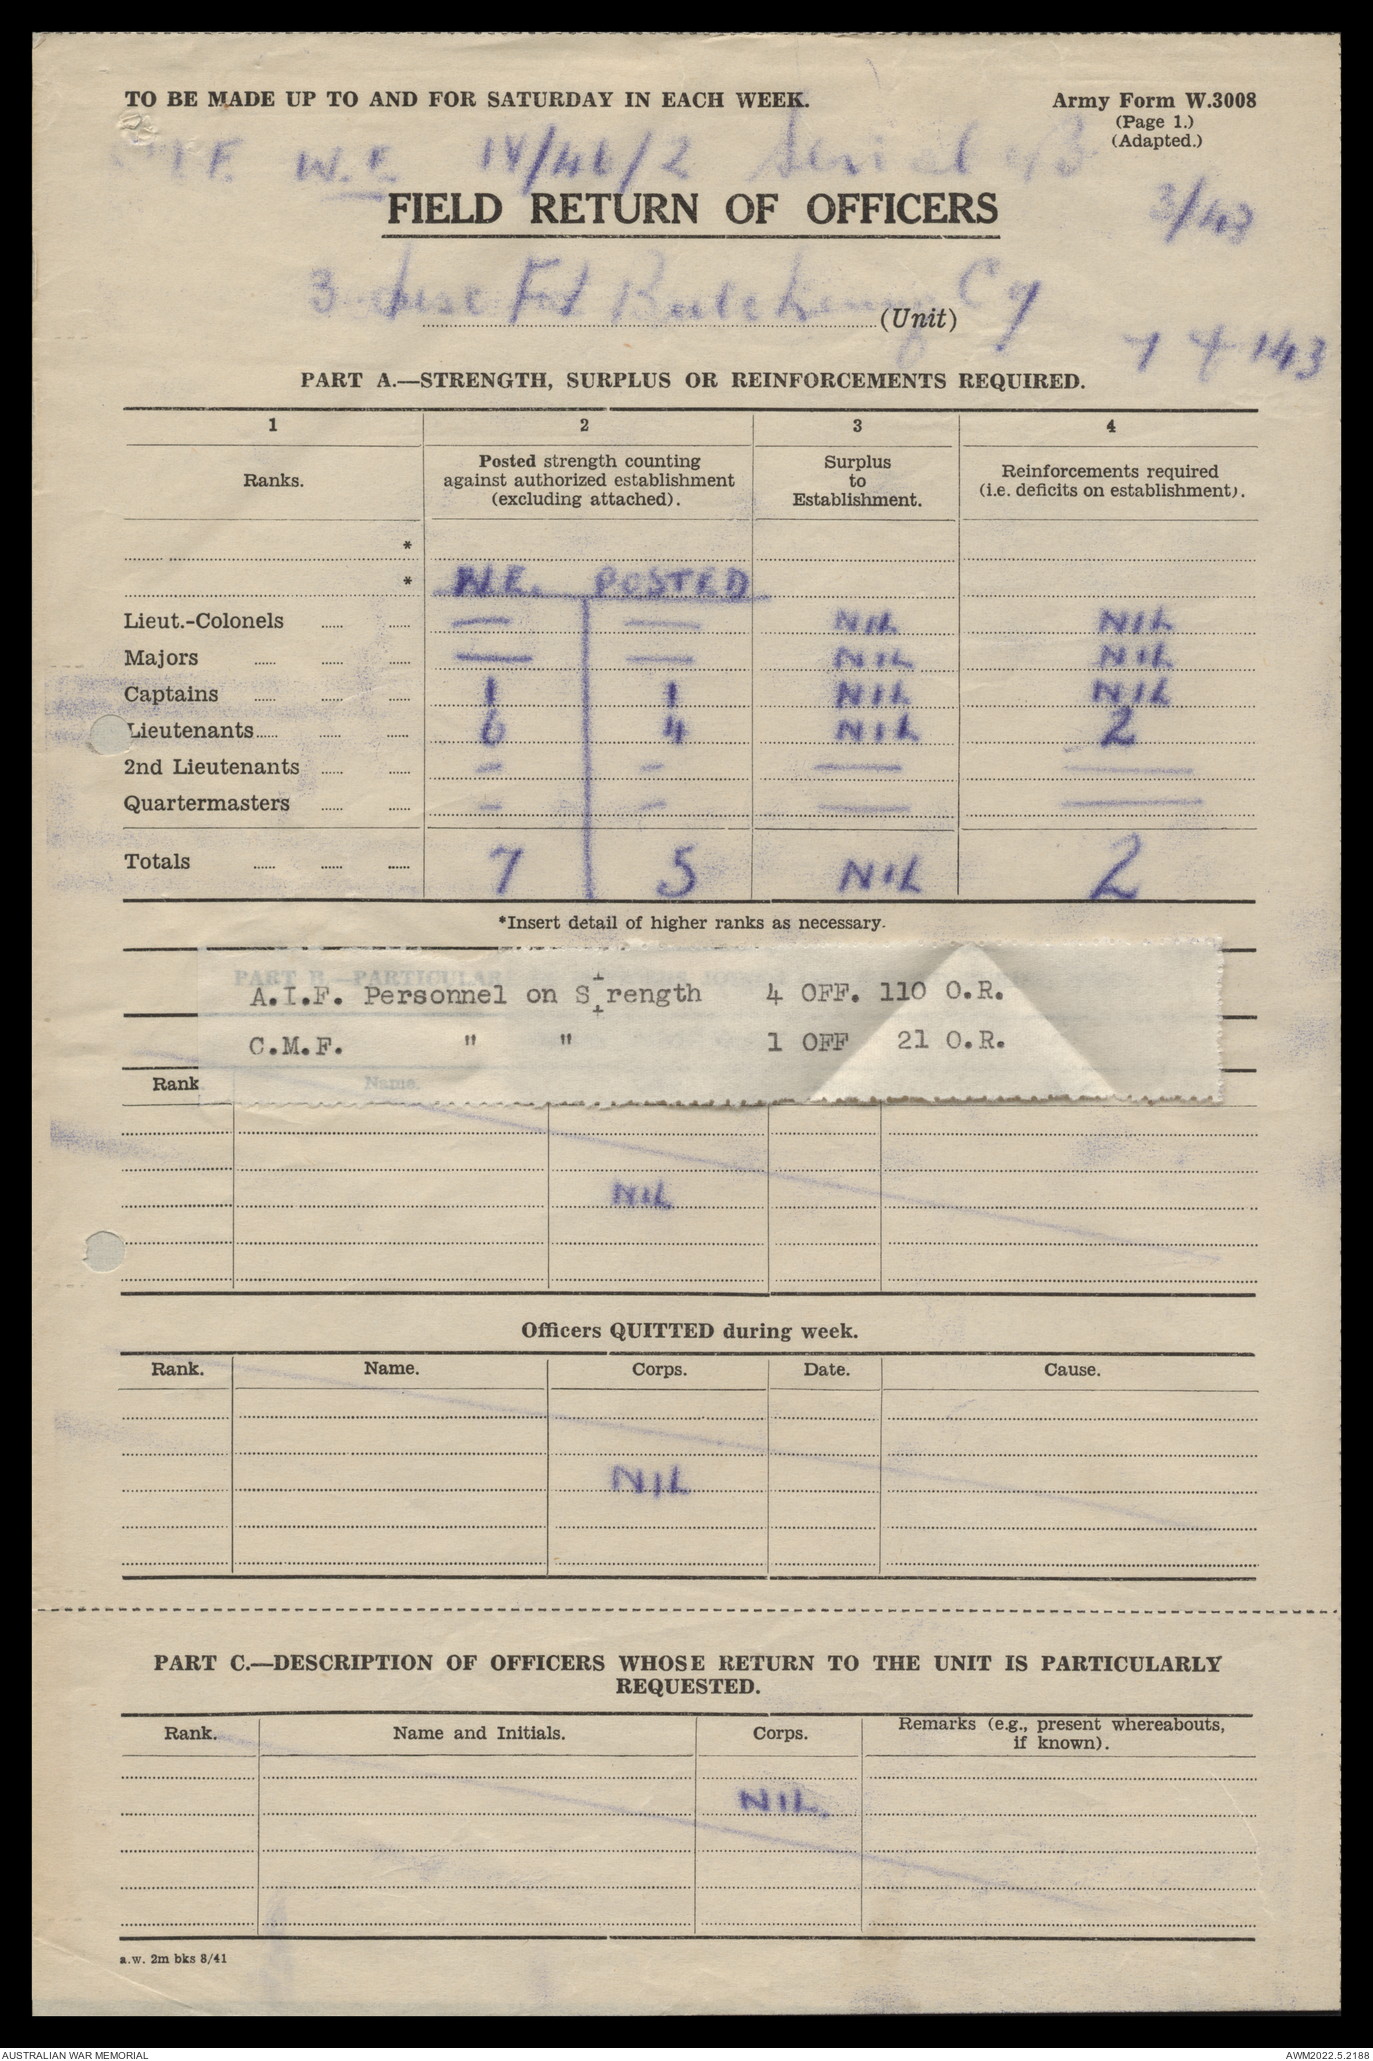 TO BE MADE UP TO AND FOR SATURDAY IN EACH WEEK.
Army Form W.3008
(Page 1.)
(Adapted.)
W.E. IV/46/2 Serial
3/43
FIELD RETURN OF OFFICERS
3 Fd Butchering Cy
(Unit)
PART A.—STRENGTH, SURPLUS OR REINFORCEMENTS REQUIRED.
1 2 3 4
Ranks. Posted strength counting against authorized establishment (excluding attached). Surplus to Establishment. Reinforcements required (i.e. deficits on establishment).
*
* W.E. POSTED
Lieut.-Colonels — — NIL NIL
Majors — — NIL NIL
Captains 1 1 NIL NIL
Lieutenants 6 4 NIL 2
2nd Lieutenants — — — —
Quartermasters — — — —
Totals 7 5 NIL 2
*Insert detail of higher ranks as necessary.
A.I.F. Personnel on Strength 4 OFF. 110 O.R.
C.M.F. " " 1 OFF 21 O.R.
Rank Name.
NIL
Officers QUITTED during week.
Rank. Name. Corps. Date. Cause.
NIL
PART C.—DESCRIPTION OF OFFICERS WHOSE RETURN TO THE UNIT IS PARTICULARLY
REQUESTED.
Rank. Name and Initials. Corps. Remarks (e.g., present whereabouts, if known).
NIL.
a.w. 2m bks 8/41
AUSTRALIAN WAR MEMORIAL
AWM2022.5.2188